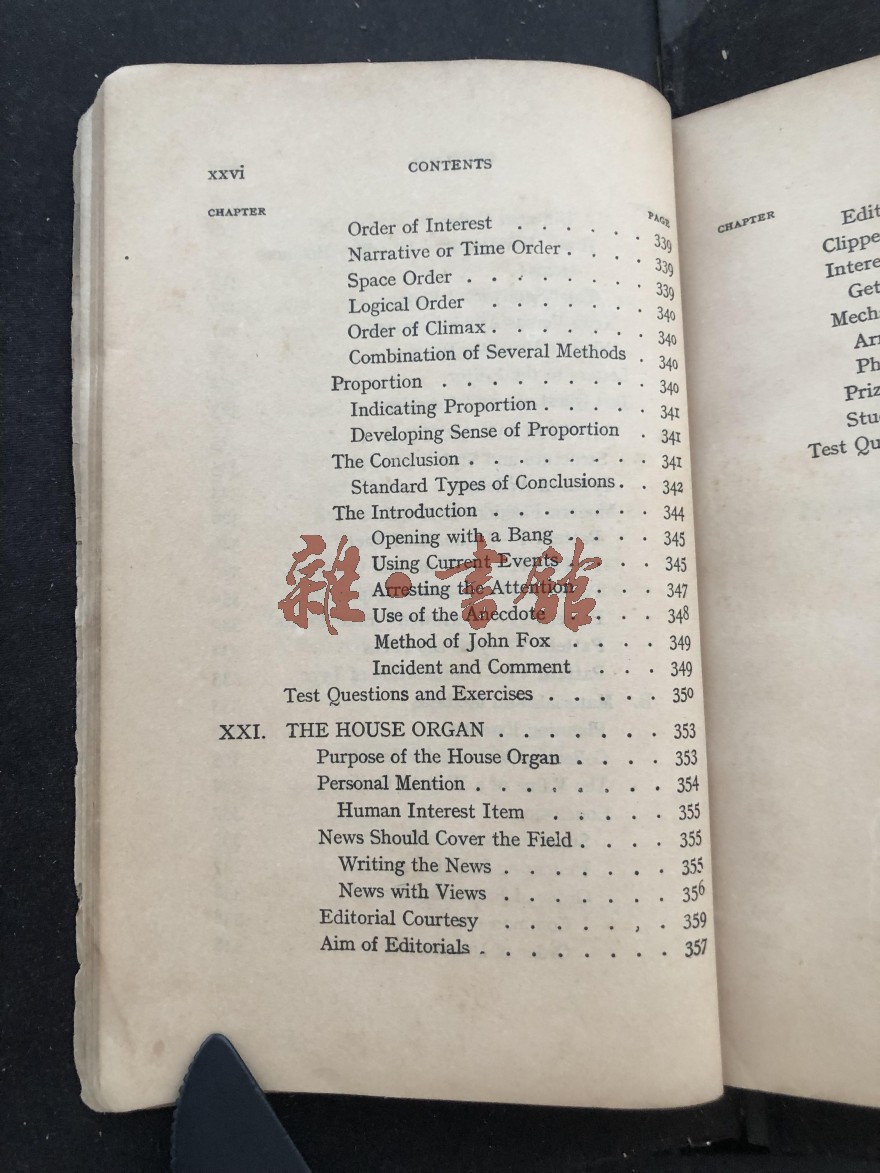 xxvi CONTENTS
CHAPTER PAGE
Order of Interest . . . . . . 339
Narrative or Time Order . . . . 339
Space Order . . . . . . . . 339
Logical Order . . . . . . . 340
Order of Climax . . . . . . . 340
Combination of Several Methods . 340
Proportion . . . . . . . . . 340
Indicating Proportion . . . . . 341
Developing Sense of Proportion . 341
The Conclusion . . . . . . . . 341
Standard Types of Conclusions . . 342
The Introduction . . . . . . . 344
Opening with a Bang . . . . 345
Using Current Events . . . . 345
Arresting the Attention . . . 347
Use of the Anecdote . . . . 348
Method of John Fox . . . . 349
Incident and Comment . . . 349
Test Questions and Exercises . . . . . 350
XXI. THE HOUSE ORGAN . . . . . . . 353
Purpose of the House Organ . . . . 353
Personal Mention . . . . . . . . 354
Human Interest Item . . . . . 355
News Should Cover the Field . . . . 355
Writing the News . . . . . . . 355
News with Views . . . . . . . 356
Editorial Courtesy . . . . . , . 359
Aim of Editorials . . . . . . . . 357
雜·書館
CHAPTER
Edit
Clippe
Intere
Get
Mech
Arr
Ph
Priz
Stu
Test Qu